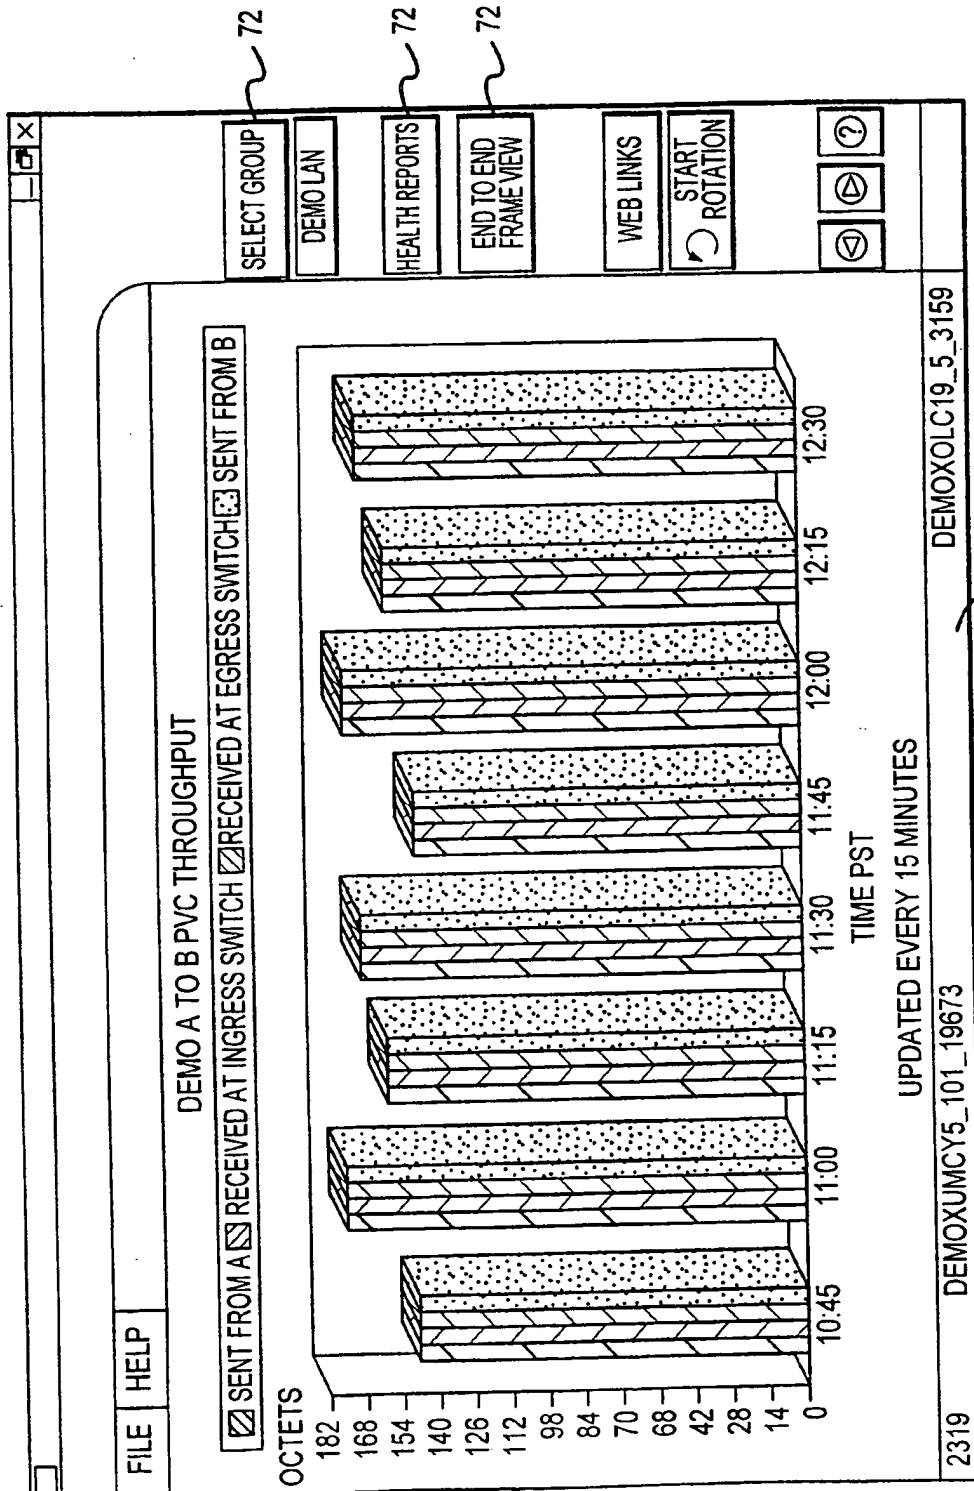 FILE HELP
DEMO A TO B PVC THROUGHPUT
SENT FROM A RECEIVED AT INGRESS SWITCH RECEIVED AT EGRESS SWITCH SENT FROM B
OCTETS
182
168
154
140
126
112
98
84
70
68
42
28
14
0
10:45 11:00 11:15 11:30 11:45 12:00 12:15 12:30
TIME PST
UPDATED EVERY 15 MINUTES
SELECT GROUP
72
DEMO LAN
HEALTH REPORTS
72
END TO END
FRAME VIEW
72
WEB LINKS
START
ROTATION
?
2319 DEMOXUMCY5_101_19673 DEMOXOLC19_5_3159